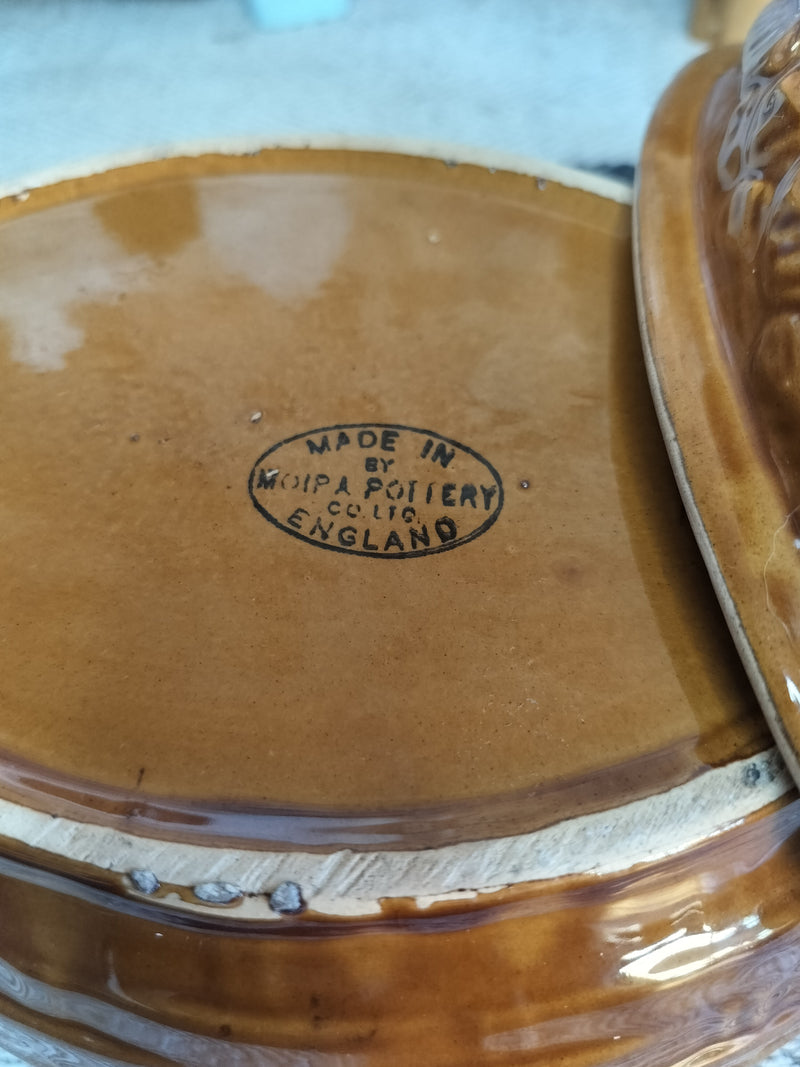 MADE IN
BY
MOIRA POTTERY
CO. LTD.
ENGLAND